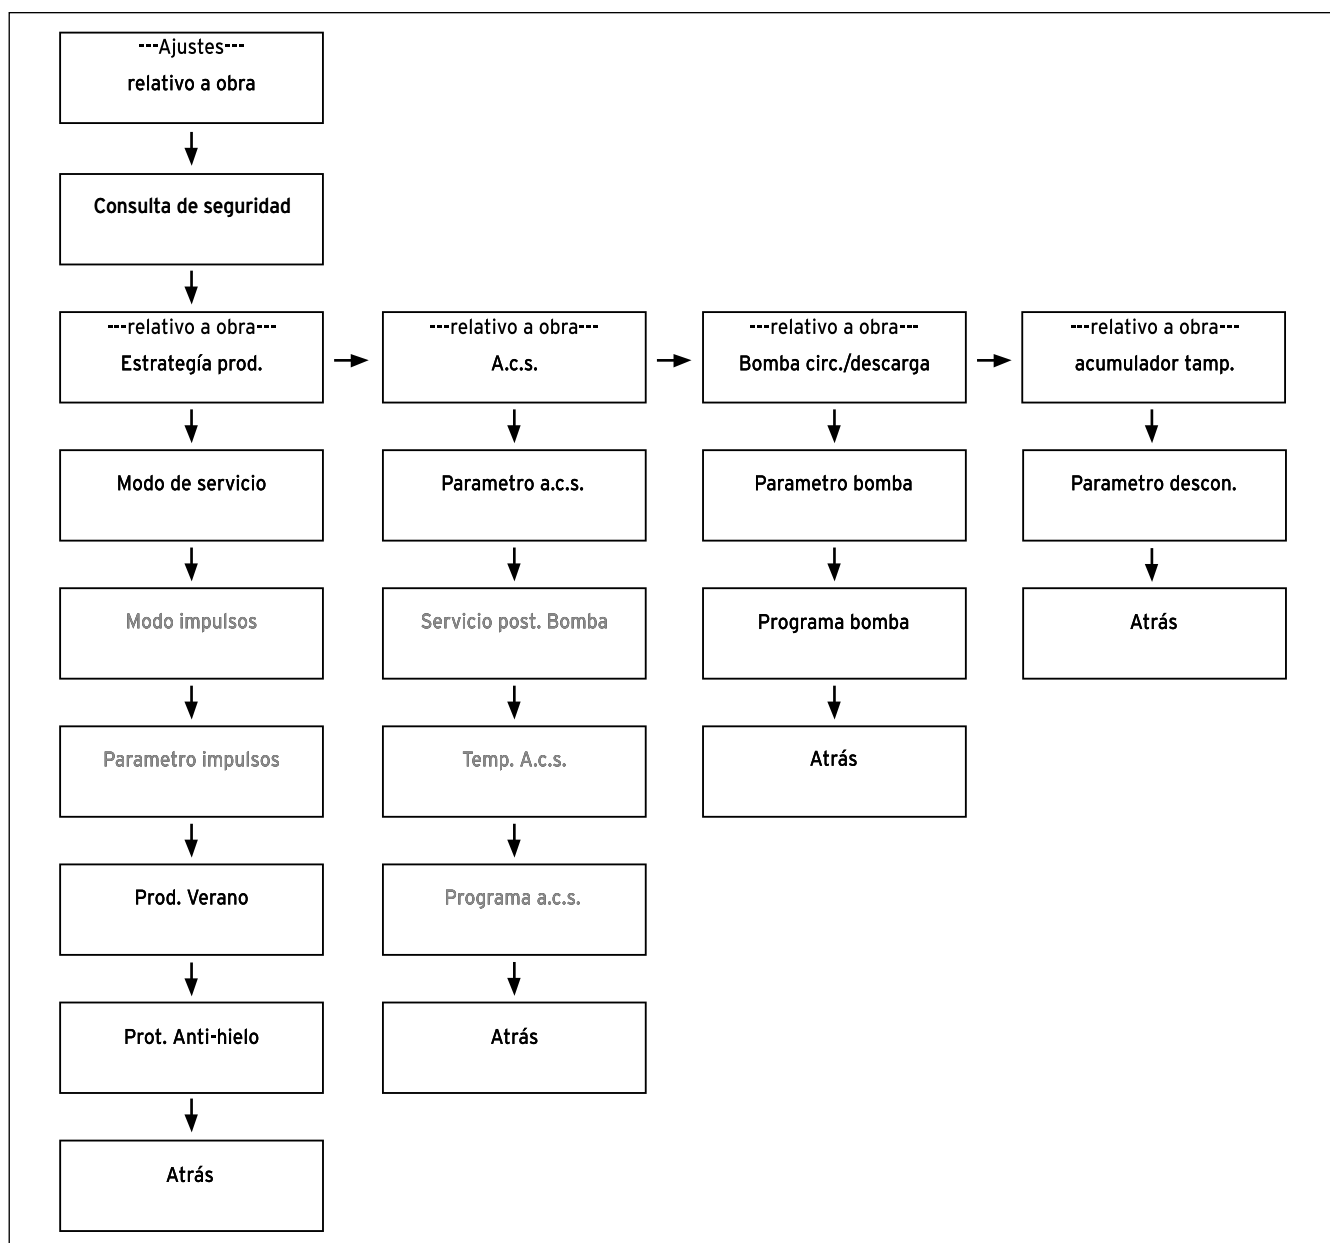 ---Ajustes---
relativo a obra
Consulta de seguridad
---relativo a obra---
Estrategía prod.
---relativo a obra---
A.c.s.
---relativo a obra---
Bomba circ./descarga
---relativo a obra---
acumulador tamp.
Modo de servicio
Parametro a.c.s.
Parametro bomba
Parametro descon.
Modo impulsos
Servicio post. Bomba
Programa bomba
Atrás
Parametro impulsos
Temp. A.c.s.
Atrás
Prod. Verano
Programa a.c.s.
Prot. Anti-hielo
Atrás
Atrás